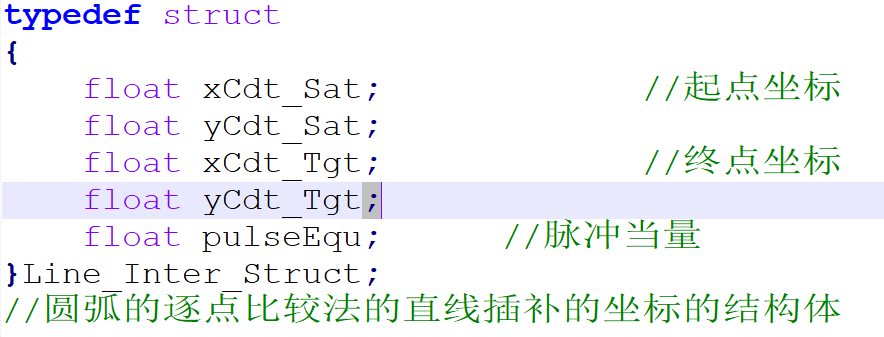 typedef struct
{
    float xCdt_Sat;              //起点坐标
    float yCdt_Sat;
    float xCdt_Tgt;              //终点坐标
    float yCdt_Tgt;
    float pulseEqu;       //脉冲当量
}Line_Inter_Struct;
//圆弧的逐点比较法的直线插补的坐标的结构体